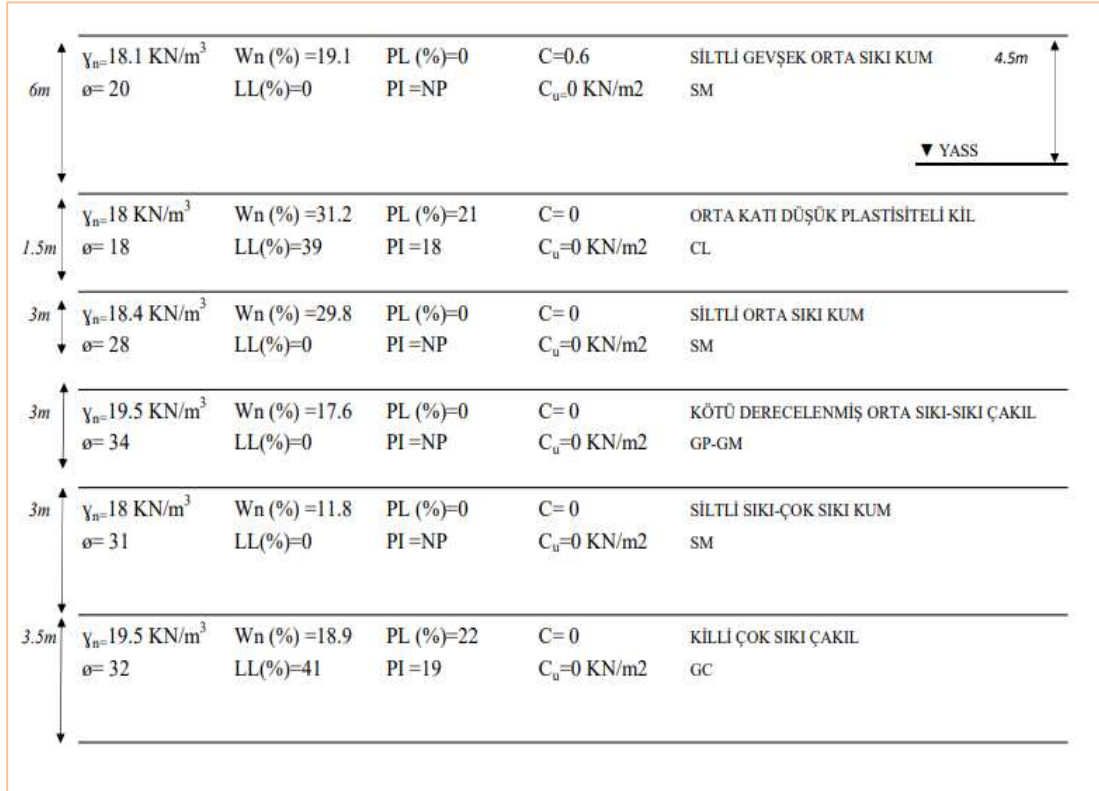 ɣn=18.1 KN/m³ Wn (%) =19.1 PL (%)=0 C=0.6 SİLTLİ GEVŞEK ORTA SIKI KUM 4.5m
6m ø= 20 LL(%)=0 PI =NP Cu=0 KN/m2 SM
▼ YASS
ɣn=18 KN/m³ Wn (%) =31.2 PL (%)=21 C= 0 ORTA KATI DÜŞÜK PLASTİSİTELİ KİL
1.5m ø= 18 LL(%)=39 PI =18 Cu=0 KN/m2 CL
3m ɣn=18.4 KN/m³ Wn (%) =29.8 PL (%)=0 C= 0 SİLTLİ ORTA SIKI KUM
ø= 28 LL(%)=0 PI =NP Cu=0 KN/m2 SM
3m ɣn=19.5 KN/m³ Wn (%) =17.6 PL (%)=0 C= 0 KÖTÜ DERECELENMİŞ ORTA SIKI-SIKI ÇAKIL
ø= 34 LL(%)=0 PI =NP Cu=0 KN/m2 GP-GM
3m ɣn=18 KN/m³ Wn (%) =11.8 PL (%)=0 C= 0 SİLTLİ SIKI-ÇOK SIKI KUM
ø= 31 LL(%)=0 PI =NP Cu=0 KN/m2 SM
3.5m ɣn=19.5 KN/m³ Wn (%) =18.9 PL (%)=22 C= 0 KİLLİ ÇOK SIKI ÇAKIL
ø= 32 LL(%)=41 PI =19 Cu=0 KN/m2 GC